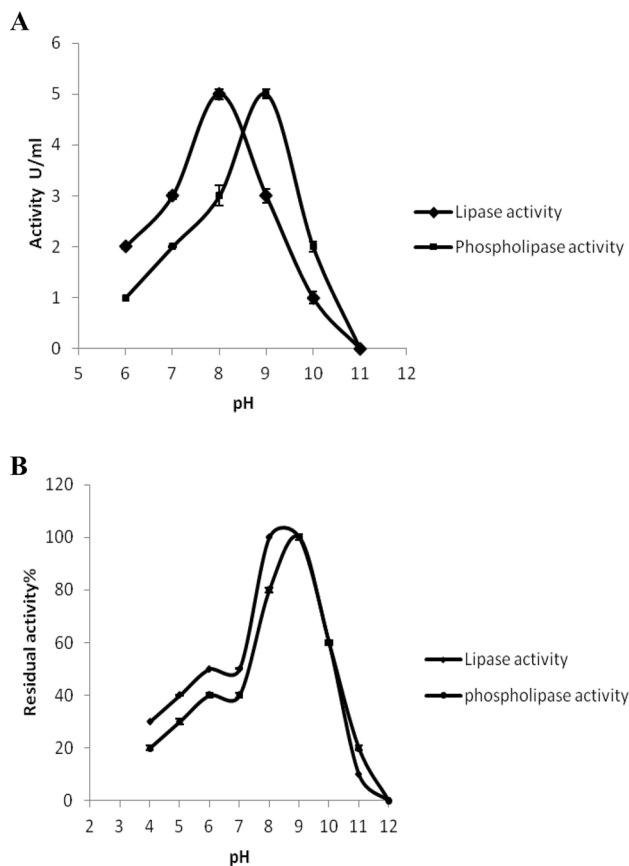 A
Activity U/ml
6
5
4
3
2
1
0
5 6 7 8 9 10 11 12
pH
Lipase activity
Phospholipase activity
B
Residual activity%
120
100
80
60
40
20
0
2 3 4 5 6 7 8 9 10 11 12
pH
Lipase activity
phospholipase activity